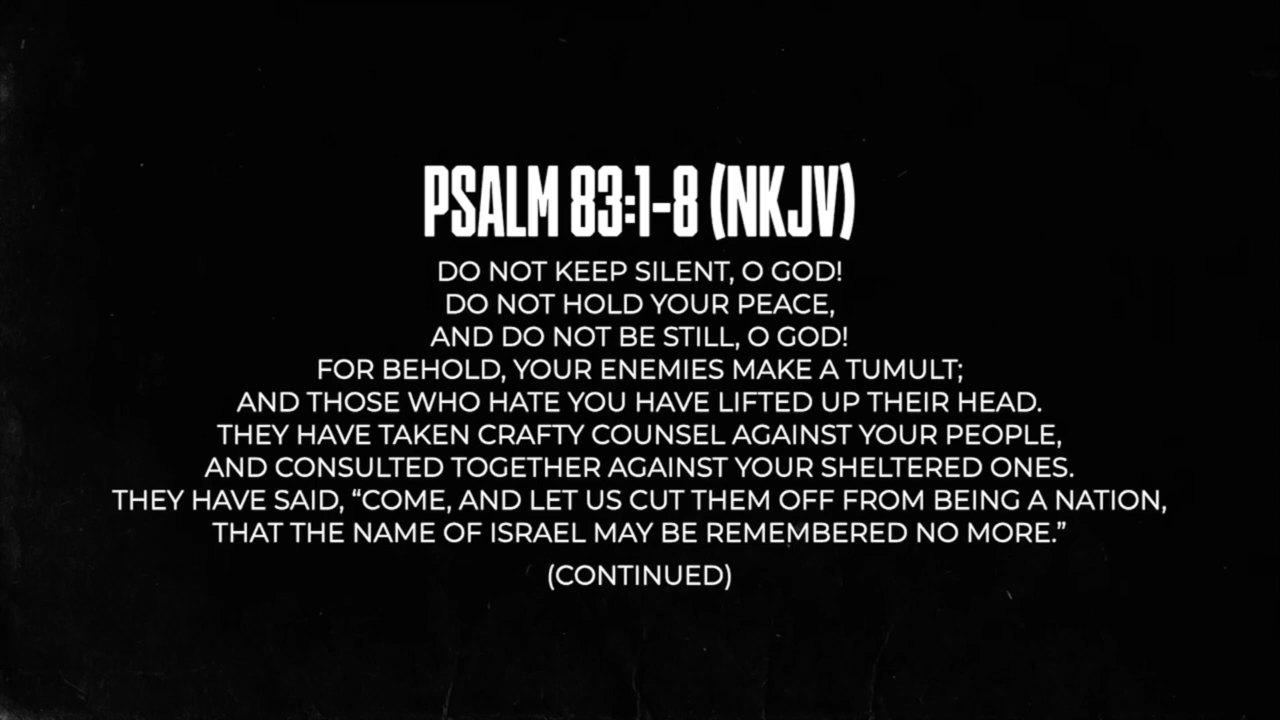 PSALM 83:1-8 (NKJV)
DO NOT KEEP SILENT, O GOD!
DO NOT HOLD YOUR PEACE,
AND DO NOT BE STILL, O GOD!
FOR BEHOLD, YOUR ENEMIES MAKE A TUMULT;
AND THOSE WHO HATE YOU HAVE LIFTED UP THEIR HEAD.
THEY HAVE TAKEN CRAFTY COUNSEL AGAINST YOUR PEOPLE,
AND CONSULTED TOGETHER AGAINST YOUR SHELTERED ONES.
THEY HAVE SAID, “COME, AND LET US CUT THEM OFF FROM BEING A NATION,
THAT THE NAME OF ISRAEL MAY BE REMEMBERED NO MORE.”
(CONTINUED)